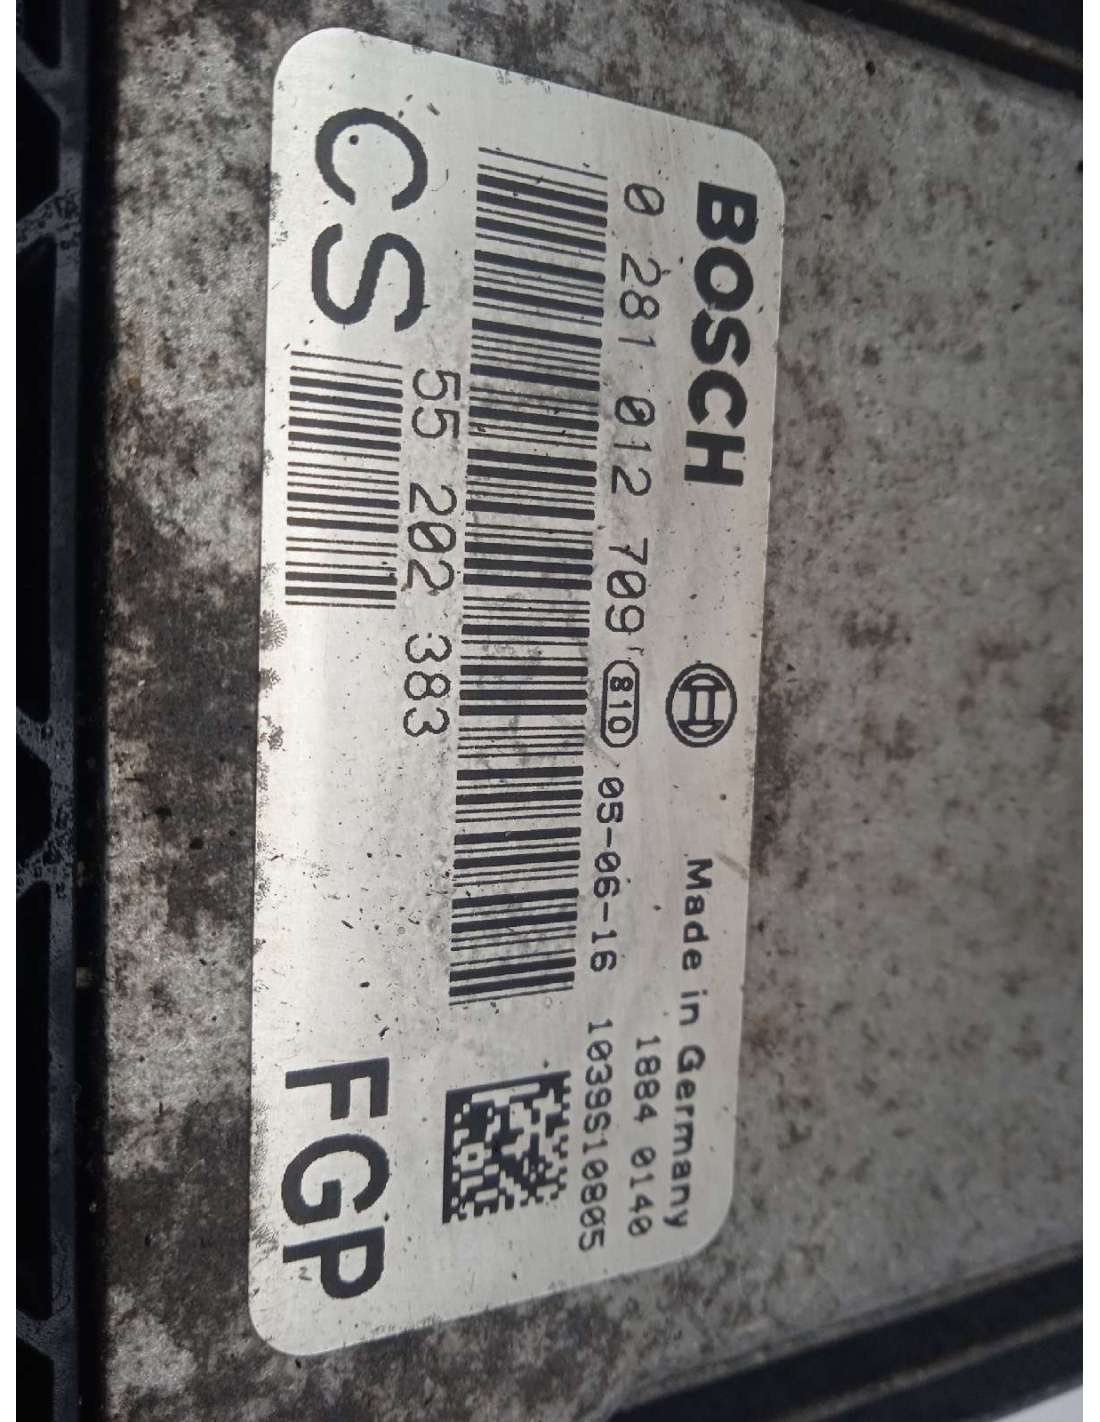 BOSCH
Made in Germany
1884 0140
0 281 012 709 810 05-06-16 1039S10805
CS
55 202 383
FGP